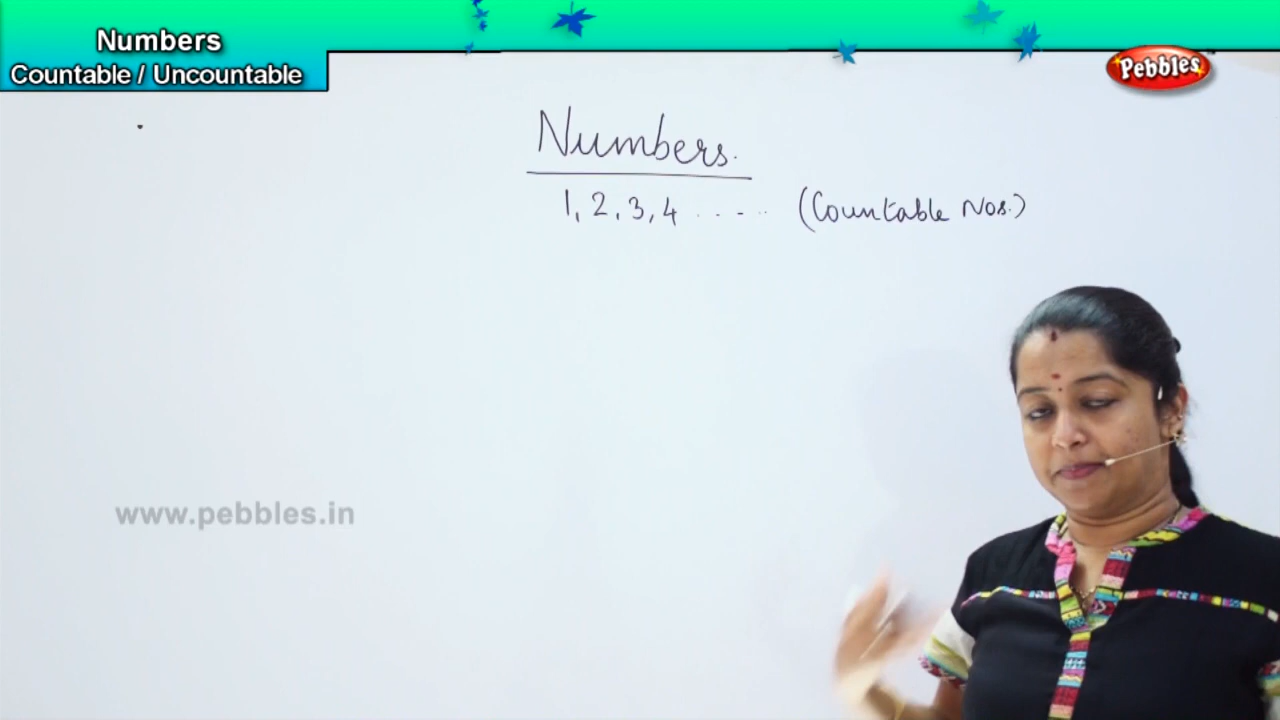 Numbers
Countable / Uncountable
Pebbles
Numbers.
1, 2, 3, 4 . . - - . . (Countable Nos.)
www.pebbles.in